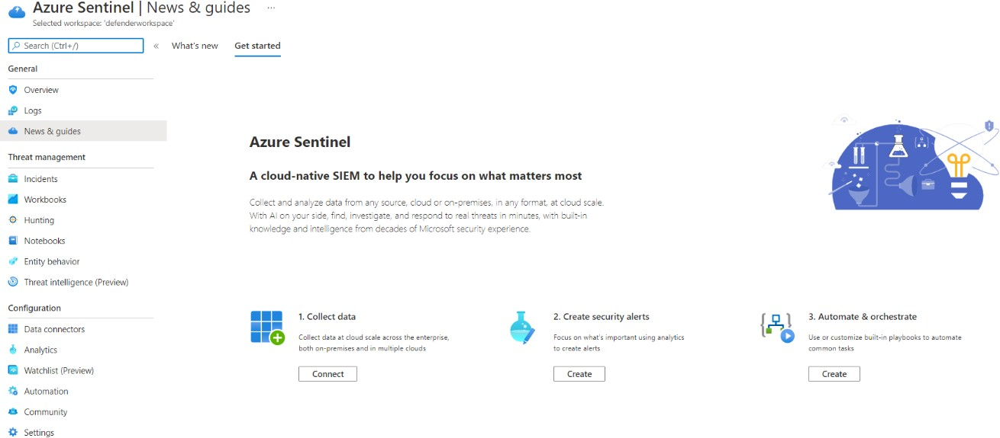 Azure Sentinel | News & guides ...
Selected workspace: 'defenderworkspace'
Search (Ctrl+/)
«
What's new
Get started
General
Overview
Logs
News & guides
Threat management
Incidents
Workbooks
Hunting
Notebooks
Entity behavior
Threat intelligence (Preview)
Configuration
Data connectors
Analytics
Watchlist (Preview)
Automation
Community
Settings
Azure Sentinel
A cloud-native SIEM to help you focus on what matters most
Collect and analyze data from any source, cloud or on-premises, in any format, at cloud scale.
With AI on your side, find, investigate, and respond to real threats in minutes, with built-in
knowledge and intelligence from decades of Microsoft security experience.
1. Collect data
Collect data at cloud scale across the enterprise,
both on-premises and in multiple clouds
Connect
2. Create security alerts
Focus on what's important using analytics
to create alerts
Create
3. Automate & orchestrate
Use or customize built-in playbooks to automate
common tasks
Create